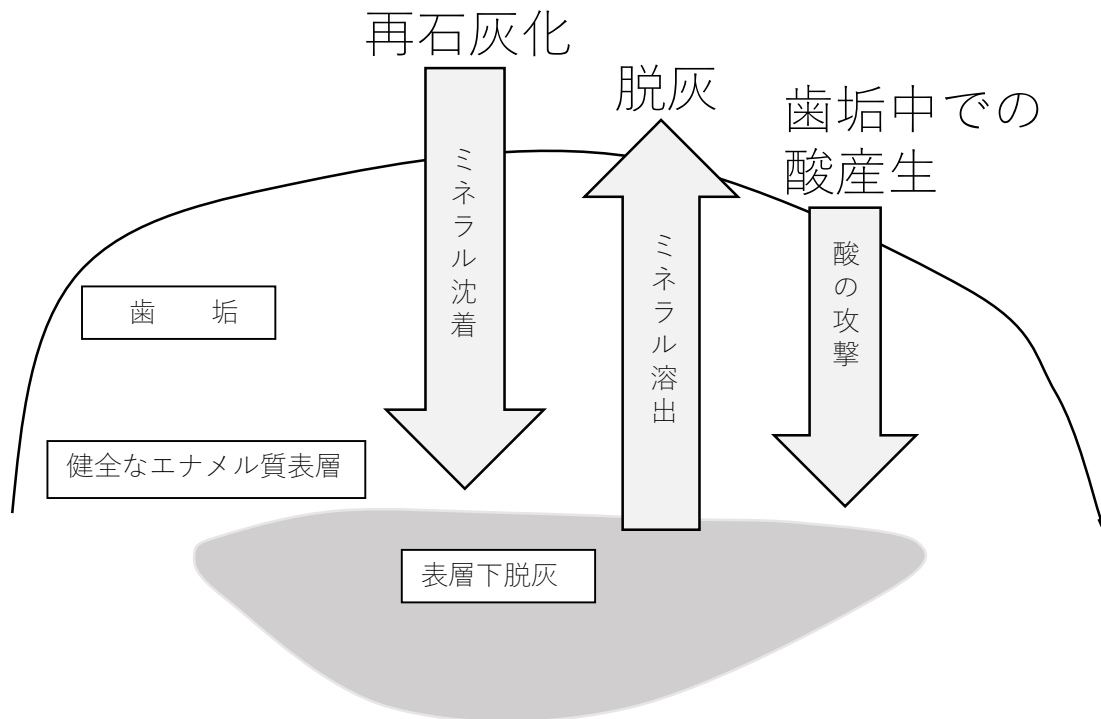 再石灰化
脱灰
歯垢中での
酸産生
ミネラル沈着
ミネラル溶出
酸の攻撃
歯　垢
健全なエナメル質表層
表層下脱灰